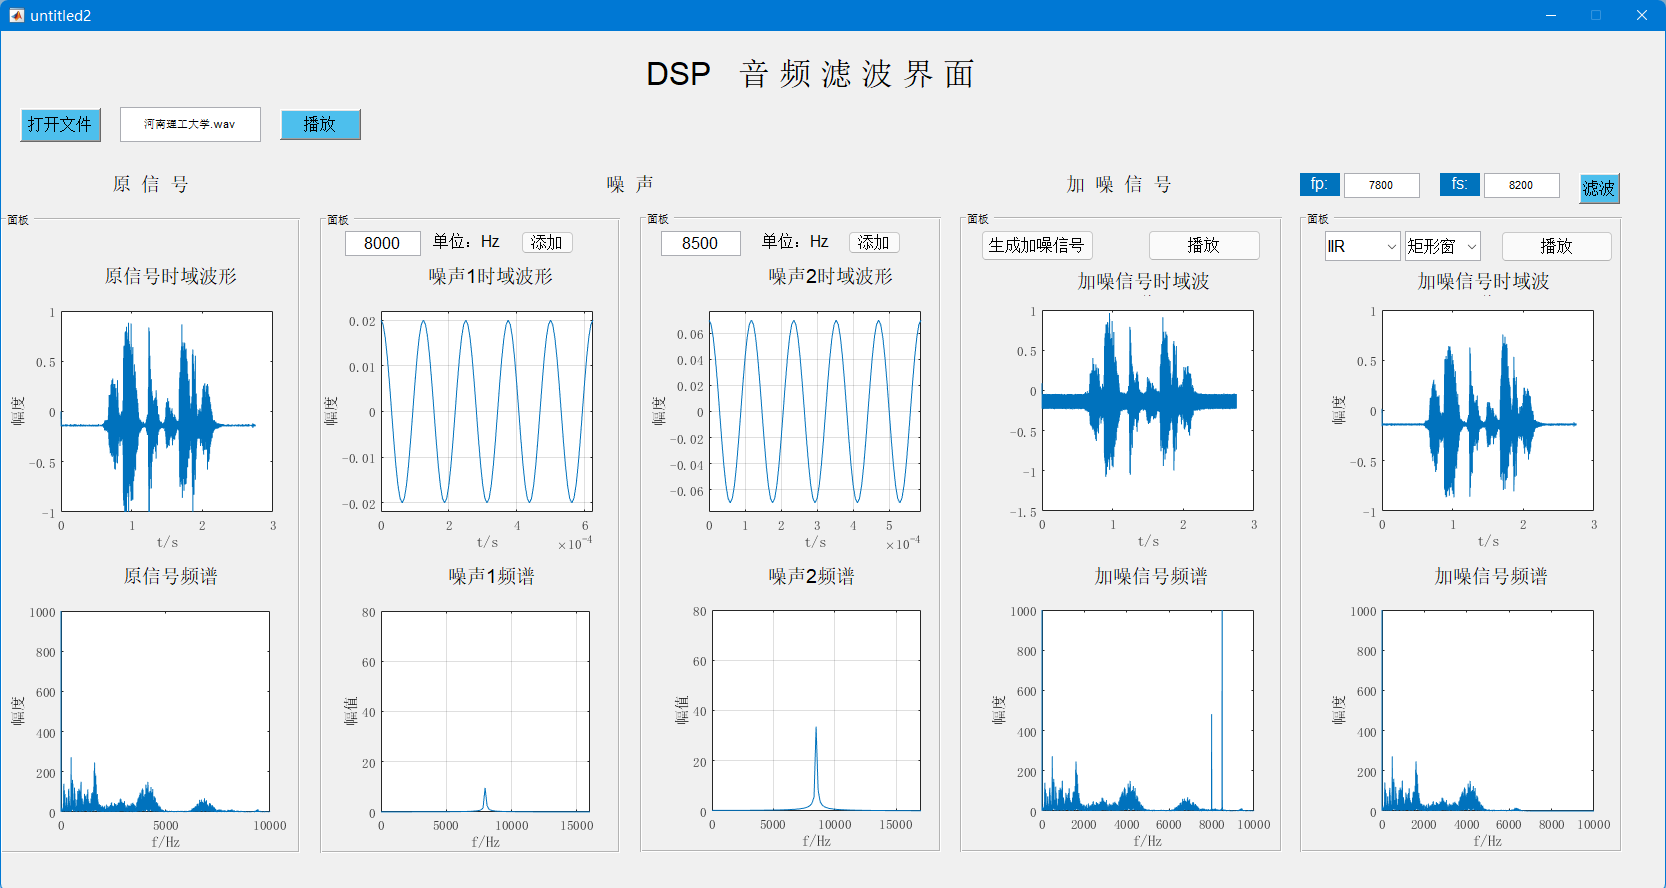 untitled2
DSP 音 频 滤 波 界 面
打开文件 河南理工大学.wav 播放
原 信 号
噪 声
加 噪 信 号
fp: 7800 fs: 8200 滤波
面板
原信号时域波形
1
0.5
0
-0.5
-1
幅度
0 1 2 3
t/s
原信号频谱
1000
800
600
400
200
0
幅度
0 5000 10000
f/Hz
面板
8000 单位：Hz 添加
噪声1时域波形
0.02
0.01
0
-0.01
-0.02
幅度
0 2 4 6
t/s ×10⁻⁴
噪声1频谱
80
60
40
20
0
幅值
0 5000 10000 15000
f/Hz
面板
8500 单位：Hz 添加
噪声2时域波形
0.06
0.04
0.02
0
-0.02
-0.04
-0.06
幅度
0 1 2 3 4 5
t/s ×10⁻⁴
噪声2频谱
80
60
40
20
0
幅值
0 5000 10000 15000
f/Hz
面板
生成加噪信号 播放
加噪信号时域波
1
0.5
0
-0.5
-1
-1.5
幅度
0 1 2 3
t/s
加噪信号频谱
1000
800
600
400
200
0
幅度
0 2000 4000 6000 8000 10000
f/Hz
面板
IIR 矩形窗 播放
加噪信号时域波
1
0.5
0
-0.5
-1
幅度
0 1 2 3
t/s
加噪信号频谱
1000
800
600
400
200
0
幅度
0 2000 4000 6000 8000 10000
f/Hz